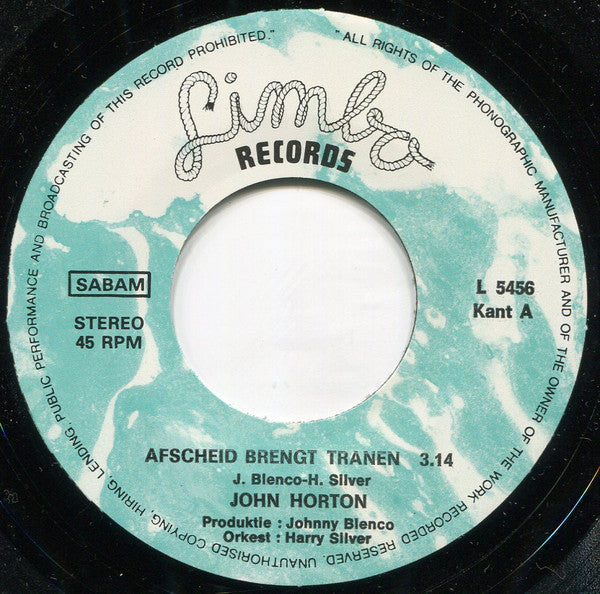 "ALL RIGHTS OF THE PHONOGRAPHIC MANUFACTURER AND OF THE OWNER OF THE WORK RECORDED RESERVED. UNAUTHORISED COPYING, HIRING, LENDING, PUBLIC PERFORMANCE AND BROADCASTING OF THIS RECORD PROHIBITED."
Limbo
RECORDS
SABAM
STEREO
45 RPM
L 5456
Kant A
AFSCHEID BRENGT TRANEN 3.14
J. Blenco-H. Silver
JOHN HORTON
Produktie : Johnny Blenco
Orkest : Harry Silver